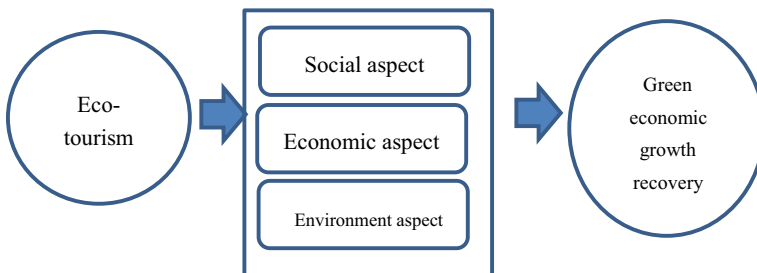 Eco-
tourism
Social aspect
Economic aspect
Environment aspect
Green
economic
growth
recovery